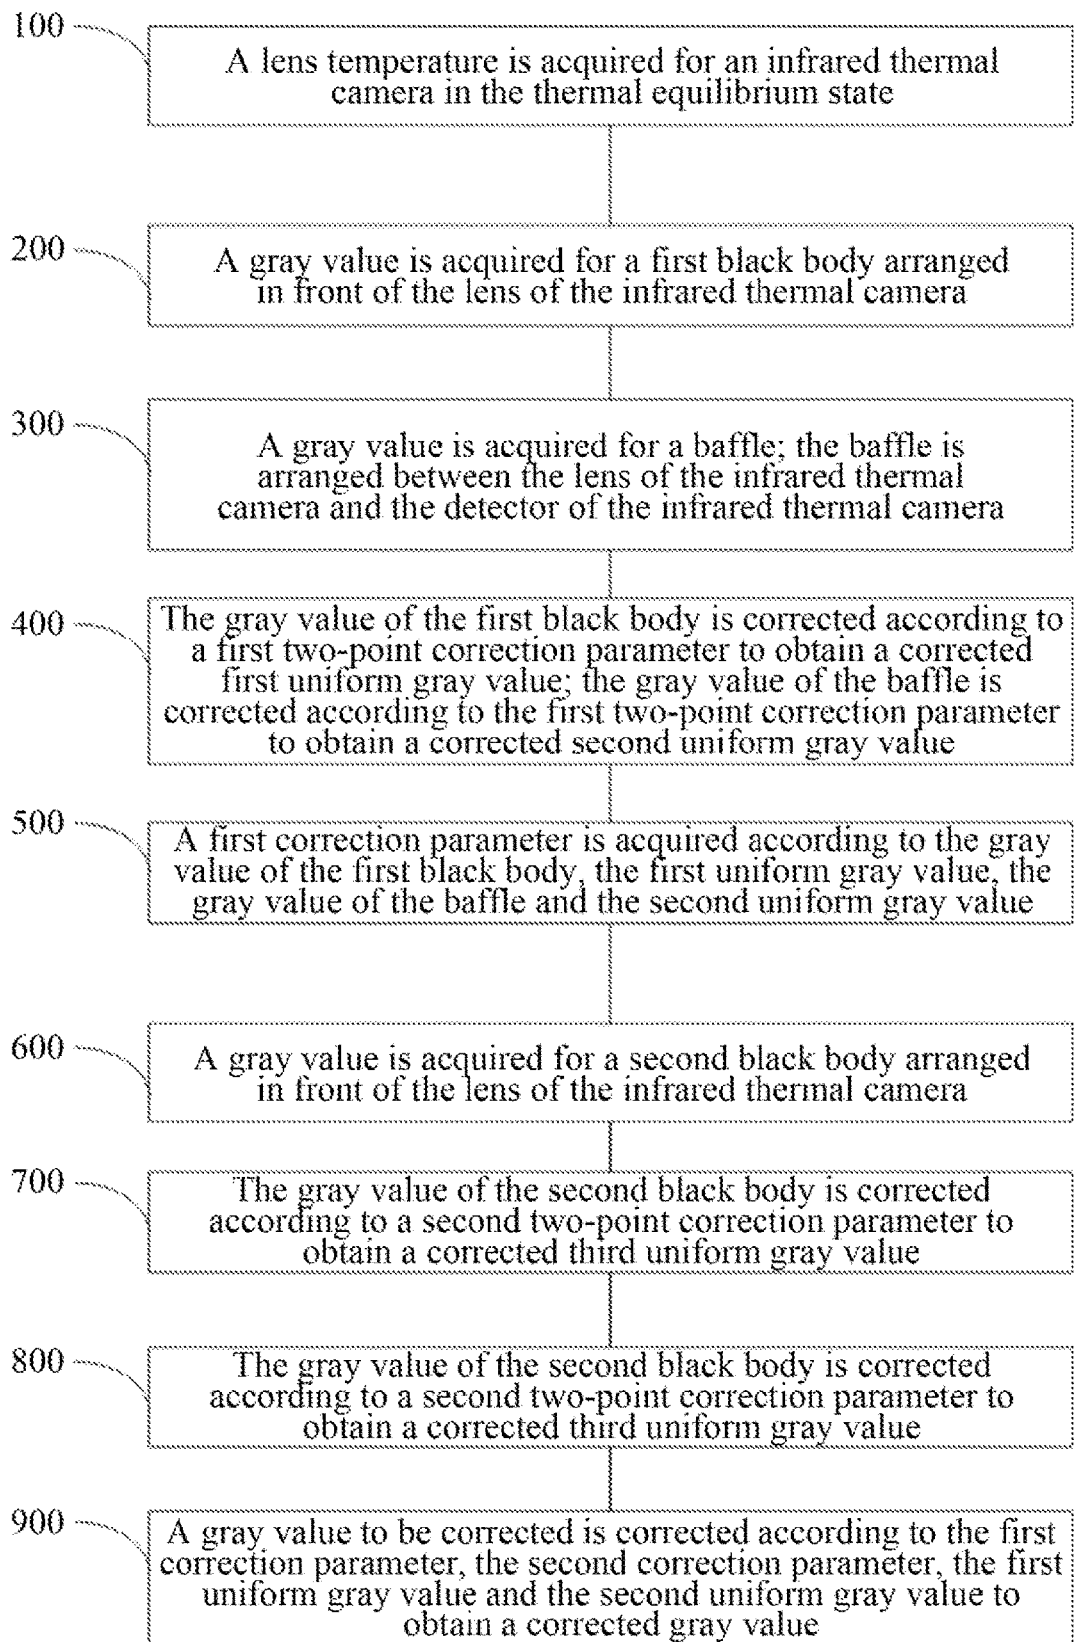 100
A lens temperature is acquired for an infrared thermal
camera in the thermal equilibrium state
200
A gray value is acquired for a first black body arranged
in front of the lens of the infrared thermal camera
300
A gray value is acquired for a baffle; the baffle is
arranged between the lens of the infrared thermal
camera and the detector of the infrared thermal camera
400
The gray value of the first black body is corrected according to
a first two-point correction parameter to obtain a corrected
first uniform gray value; the gray value of the baffle is
corrected according to the first two-point correction parameter
to obtain a corrected second uniform gray value
500
A first correction parameter is acquired according to the gray
value of the first black body, the first uniform gray value, the
gray value of the baffle and the second uniform gray value
600
A gray value is acquired for a second black body arranged
in front of the lens of the infrared thermal camera
700
The gray value of the second black body is corrected
according to a second two-point correction parameter to
obtain a corrected third uniform gray value
800
The gray value of the second black body is corrected
according to a second two-point correction parameter to
obtain a corrected third uniform gray value
900
A gray value to be corrected is corrected according to the first
correction parameter, the second correction parameter, the first
uniform gray value and the second uniform gray value to
obtain a corrected gray value